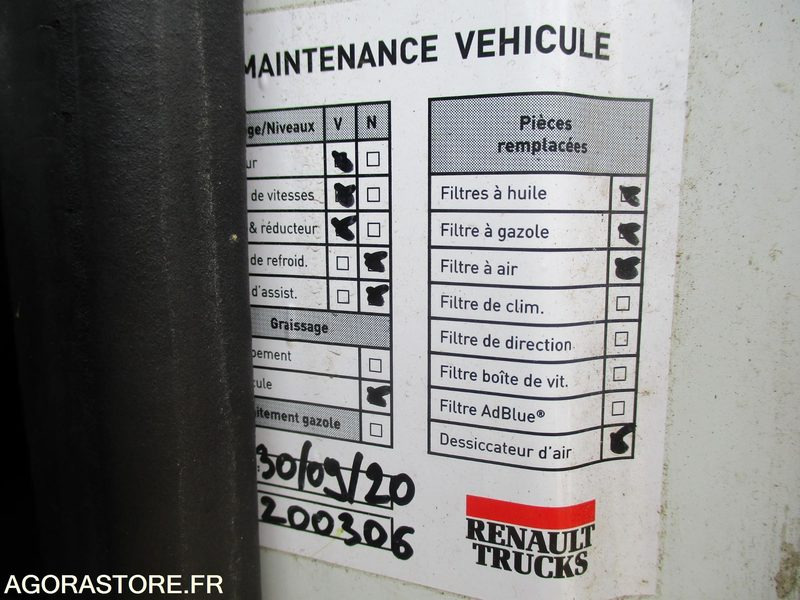 MAINTENANCE VEHICULE
ge/Niveaux V N
ur
de vitesses
& réducteur
de refroid.
d'assist.
Graissage
pement
cule
aitement gazole
30/09/20
200306
Pièces
remplacées
Filtres à huile
Filtre à gazole
Filtre à air
Filtre de clim.
Filtre de direction
Filtre boîte de vit.
Filtre AdBlue®
Dessiccateur d'air
RENAULT
TRUCKS
AGORASTORE.FR